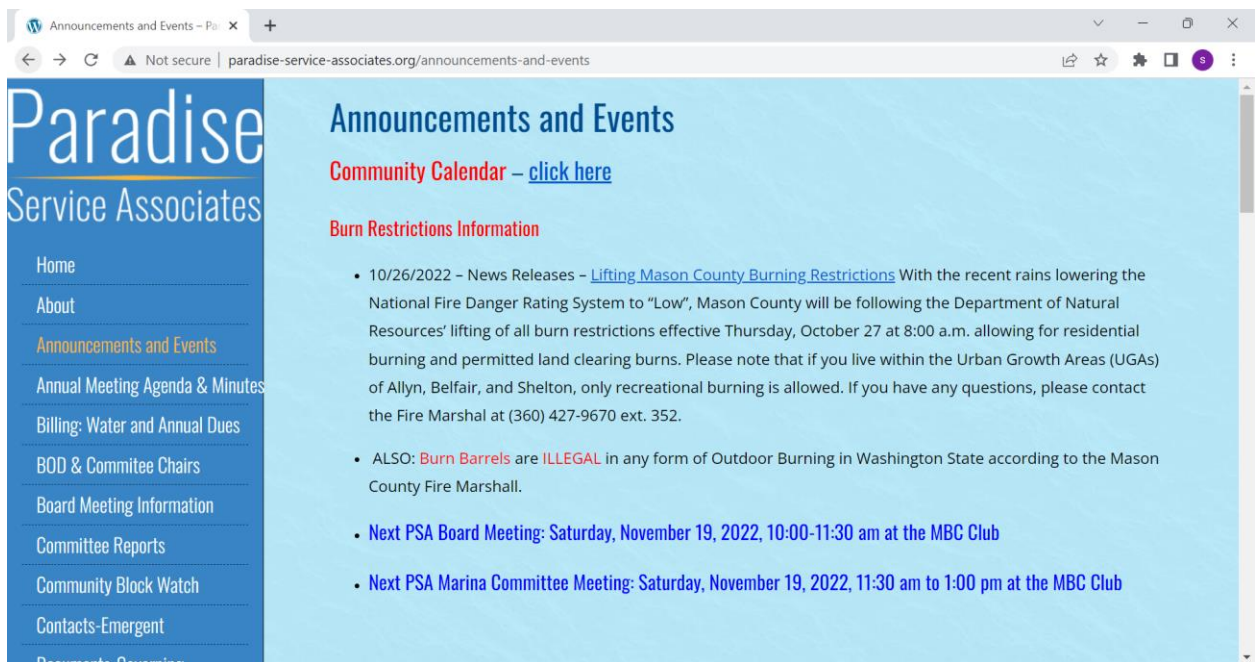 Announcements and Events – Pa
Not secure | paradise-service-associates.org/announcements-and-events
S
Paradise
Service Associates
Home
About
Announcements and Events
Annual Meeting Agenda & Minutes
Billing: Water and Annual Dues
BOD & Commitee Chairs
Board Meeting Information
Committee Reports
Community Block Watch
Contacts-Emergent
Documents-Governing
Announcements and Events
Community Calendar – click here
Burn Restrictions Information
• 10/26/2022 – News Releases – Lifting Mason County Burning Restrictions With the recent rains lowering the
National Fire Danger Rating System to “Low”, Mason County will be following the Department of Natural
Resources’ lifting of all burn restrictions effective Thursday, October 27 at 8:00 a.m. allowing for residential
burning and permitted land clearing burns. Please note that if you live within the Urban Growth Areas (UGAs)
of Allyn, Belfair, and Shelton, only recreational burning is allowed. If you have any questions, please contact
the Fire Marshal at (360) 427-9670 ext. 352.
• ALSO: Burn Barrels are ILLEGAL in any form of Outdoor Burning in Washington State according to the Mason
County Fire Marshall.
• Next PSA Board Meeting: Saturday, November 19, 2022, 10:00-11:30 am at the MBC Club
• Next PSA Marina Committee Meeting: Saturday, November 19, 2022, 11:30 am to 1:00 pm at the MBC Club